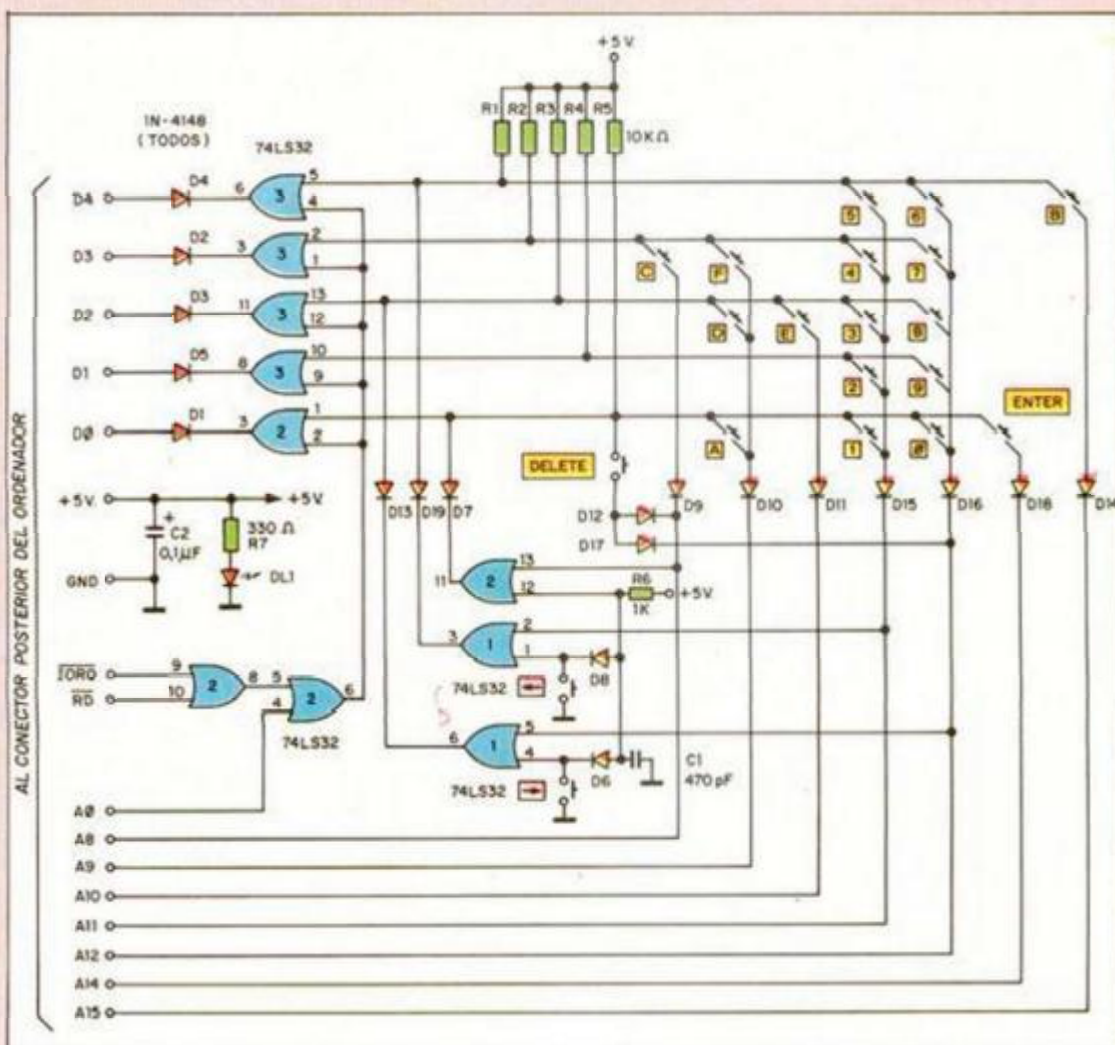 +5V.
R1 R2 R3 R4 R5
10KΩ
1N-4148
(TODOS)
74LS32
D4 D4 6 3 5 4
5 6 B
D3 D2 3 3 2 1
C F 4 7
D2 D3 11 3 13 12
D E 3 8
D1 D5 8 3 10 9
2 9
DØ D1 3 2 1 2
ENTER
A 1 Ø
DELETE
D13 D19 D7 D9 D10 D11 D15 D16 D18 D14
D12
D17
+5V. +5V.
+ C2
0,1µF
330 Ω
R7
DL1
GND
11 2 13 12
R6
1K
+5V.
3 1 2 1
D8
74LS32 ←
6 1 5 4
D6
74LS32 →
C1
470 pF
IORQ 9
RD 10
2 8 5 4 2 6
74LS32
AØ
A8
A9
A10
A11
A12
A14
A15
AL CONECTOR POSTERIOR DEL ORDENADOR